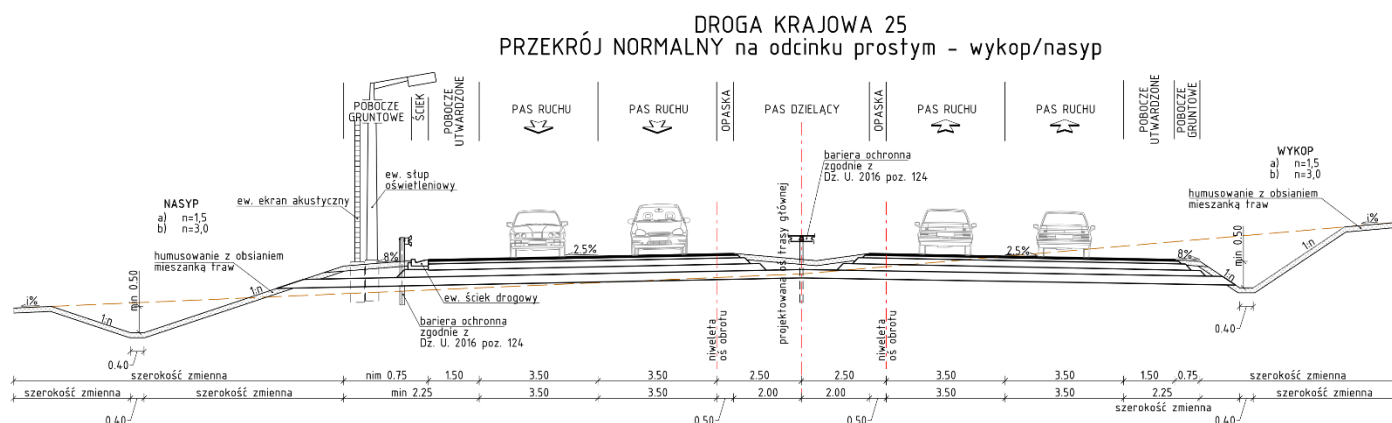 DROGA KRAJOWA 25
PRZEKRÓJ NORMALNY na odcinku prostym - wykop/nasyp
POBOCZE
GRUNTOWE
ŚCIEK
POBOCZE
UTWARDZONE
PAS RUCHU
PAS RUCHU
OPASKA
PAS DZIELĄCY
OPASKA
PAS RUCHU
PAS RUCHU
POBOCZE
UTWARDZONE
POBOCZE
GRUNTOWE
bariera ochronna
zgodnie z
Dz. U. 2016 poz. 124
WYKOP
a) n=1,5
b) n=3,0
humusowanie z obsianiem
mieszanką traw
ew. słup
oświetleniowy
ew. ekran akustyczny
NASYP
a) n=1,5
b) n=3,0
humusowanie z obsianiem
mieszanką traw
i%
1:n
min 0.50
1:n
8%
2.5%
2.5%
8%
1:n
min 0.50
1:n
i%
ew. ściek drogowy
bariera ochronna
zgodnie z
Dz. U. 2016 poz. 124
niweleta
oś obrotu
projektowana oś trasy głównej
niweleta
oś obrotu
0.40
0.40
szerokość zmienna
nim 0.75
1.50
3.50
3.50
2.50
2.50
3.50
3.50
1.50
0.75
szerokość zmienna
szerokość zmienna
szerokość zmienna
min 2.25
3.50
3.50
2.00
2.00
3.50
3.50
2.25
szerokość zmienna
szerokość zmienna
0.40
0.50
0.50
0.40